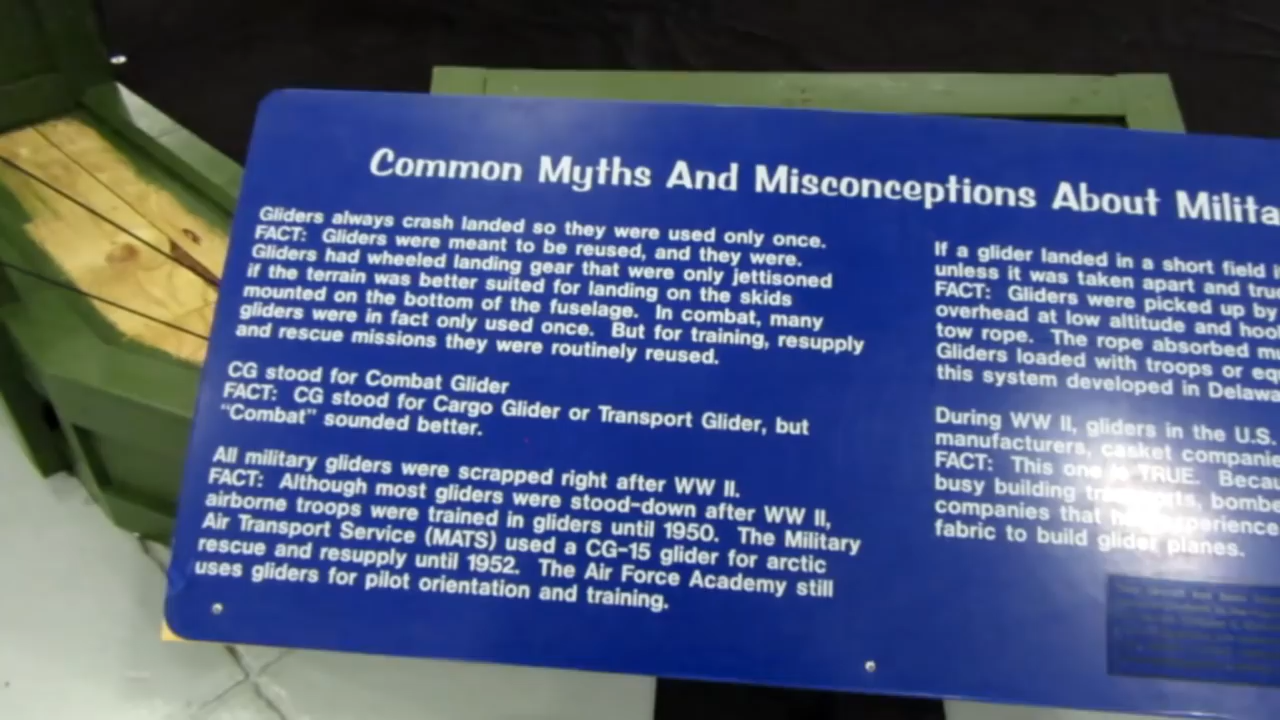 Common Myths And Misconceptions About Milita
Gliders always crash landed so they were used only once.
FACT: Gliders were meant to be reused, and they were.
Gliders had wheeled landing gear that were only jettisoned
if the terrain was better suited for landing on the skids
mounted on the bottom of the fuselage. In combat, many
gliders were in fact only used once. But for training, resupply
and rescue missions they were routinely reused.
CG stood for Combat Glider
FACT: CG stood for Cargo Glider or Transport Glider, but
“Combat” sounded better.
All military gliders were scrapped right after WW II.
FACT: Although most gliders were stood-down after WW II,
airborne troops were trained in gliders until 1950. The Military
Air Transport Service (MATS) used a CG-15 glider for arctic
rescue and resupply until 1952. The Air Force Academy still
uses gliders for pilot orientation and training.
If a glider landed in a short field
unless it was taken apart and
FACT: Gliders were picked up by
overhead at low altitude and
tow rope. The rope absorbed
Gliders loaded with troops or
this system developed in
During WW II, gliders in the U.S.
manufacturers, casket
FACT: This one is TRUE.
busy building
companies that
fabric to build glider planes.